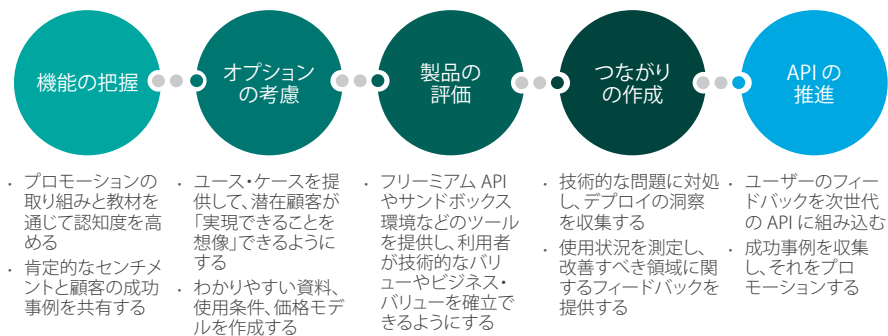 機能の把握
オプション
の考慮
製品の
評価
つながり
の作成
API の
推進
・ プロモーションの
取り組みと教材を
通じて認知度を高
める
・ 肯定的なセンチメ
ントと顧客の成功
事例を共有する
・ ユース・ケースを提
供して、潜在顧客が
「実現できることを
想像」できるように
する
・ わかりやすい資料、
使用条件、価格モデ
ルを作成する
・ フリーミアム API
やサンドボックス
環境などのツール
を提供し、利用者
が技術的なバリ
ューやビジネス・
バリューを確立で
きるようにする
・ 技術的な問題に対処
し、デプロイの洞察
を収集する
・ 使用状況を測定し、
改善すべき領域に関
するフィードバックを
提供する
・ ユーザーのフィー
ドバックを次世代
の API に組み込む
・ 成功事例を収集
し、それをプロ
モーションする